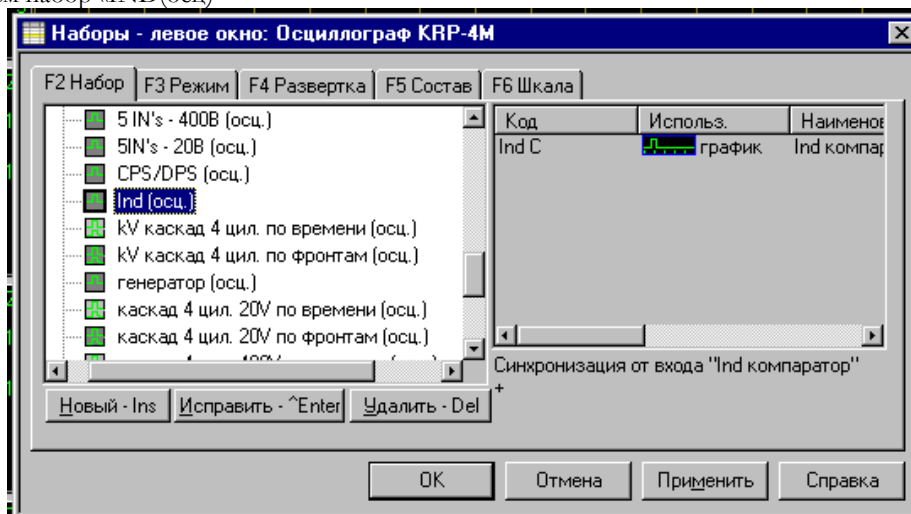 набор «IND(осц)
Наборы - левое окно: Осциллограф KRP-4M
F2 Набор F3 Режим F4 Развертка F5 Состав F6 Шкала
5 IN's - 400В (осц.)
5IN's - 20В (осц.)
CPS/DPS (осц.)
Ind (осц.)
kV каскад 4 цил. по времени (осц.)
kV каскад 4 цил. по фронтам (осц.)
генератор (осц.)
каскад 4 цил. 20V по времени (осц.)
каскад 4 цил. 20V по фронтам (осц.)
Код Использ. Наименов
Ind C график Ind компар
Синхронизация от входа "Ind компаратор"
+
Новый - Ins Исправить - ^Enter Удалить - Del
OK Отмена Применить Справка